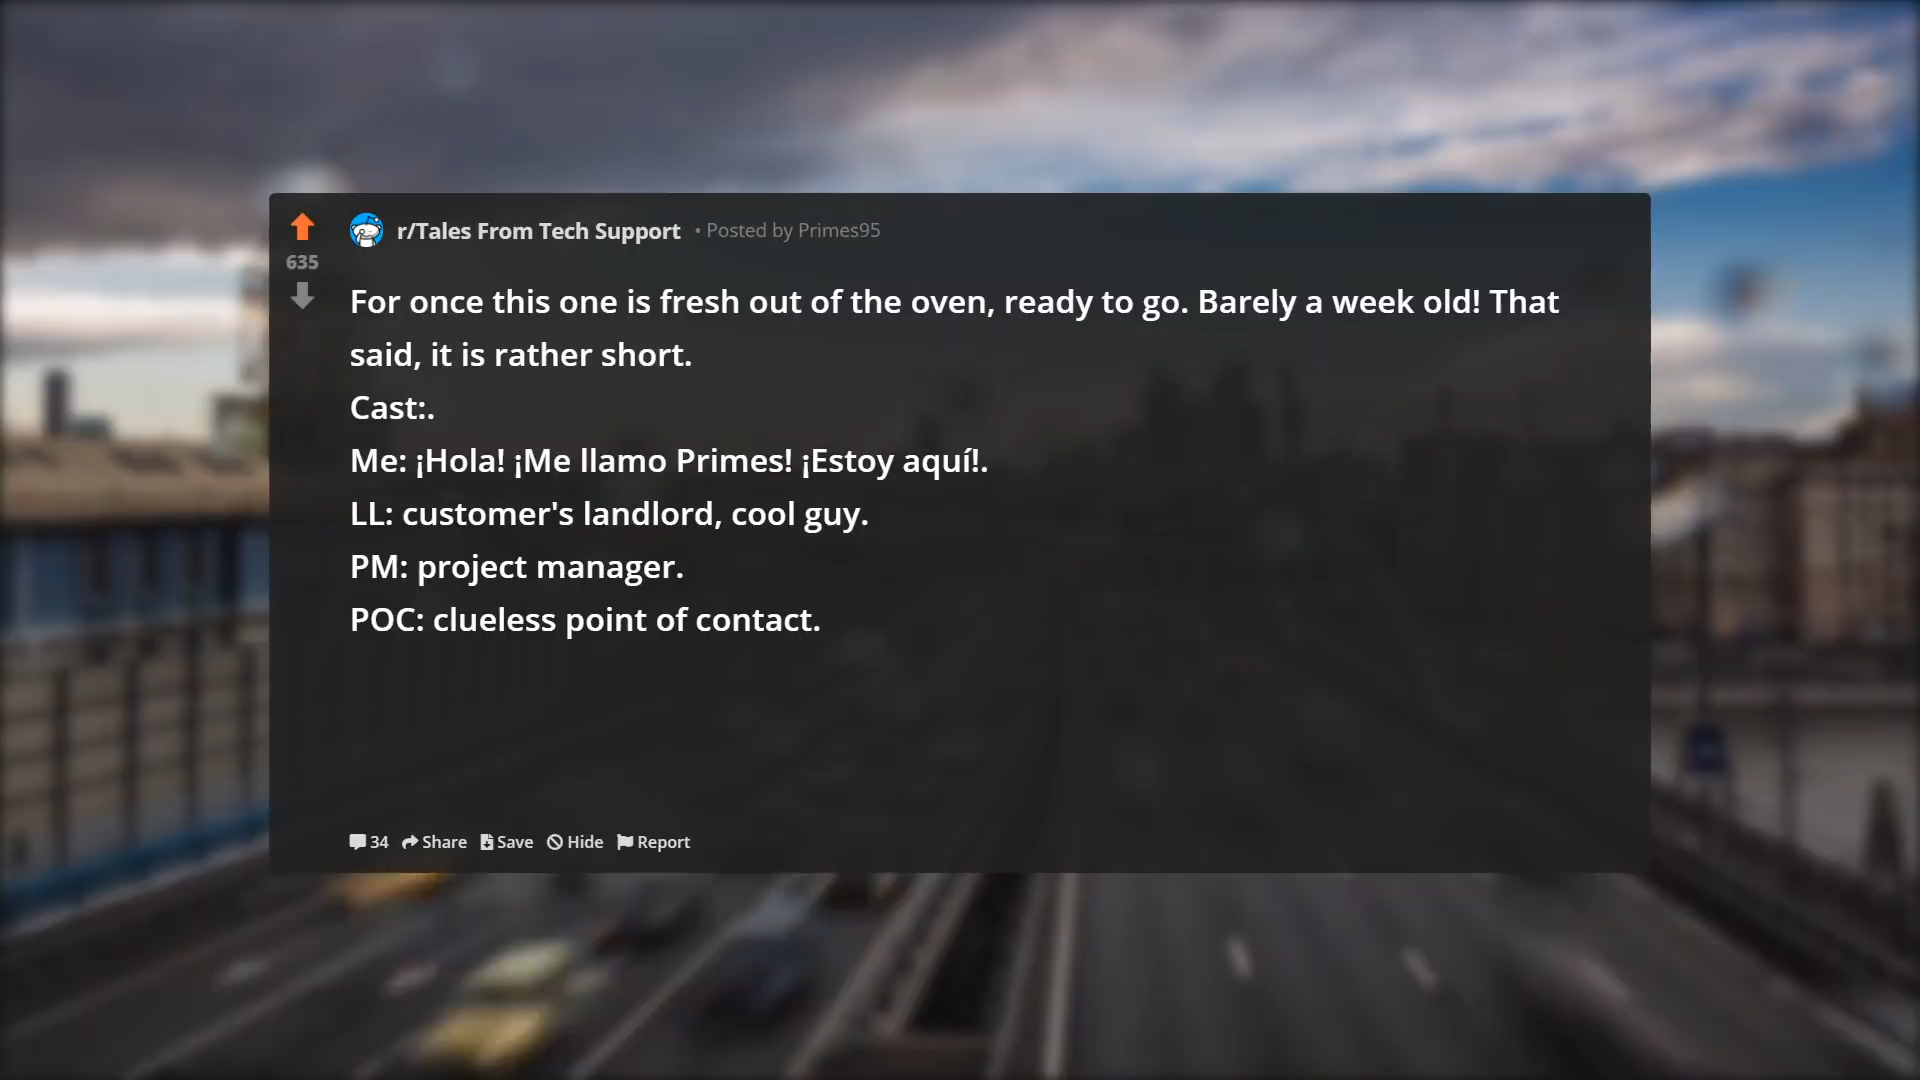 r/Tales From Tech Support • Posted by Primes95
635
For once this one is fresh out of the oven, ready to go. Barely a week old! That
said, it is rather short.
Cast:.
Me: ¡Hola! ¡Me llamo Primes! ¡Estoy aquí!.
LL: customer's landlord, cool guy.
PM: project manager.
POC: clueless point of contact.
34 Share Save Hide Report